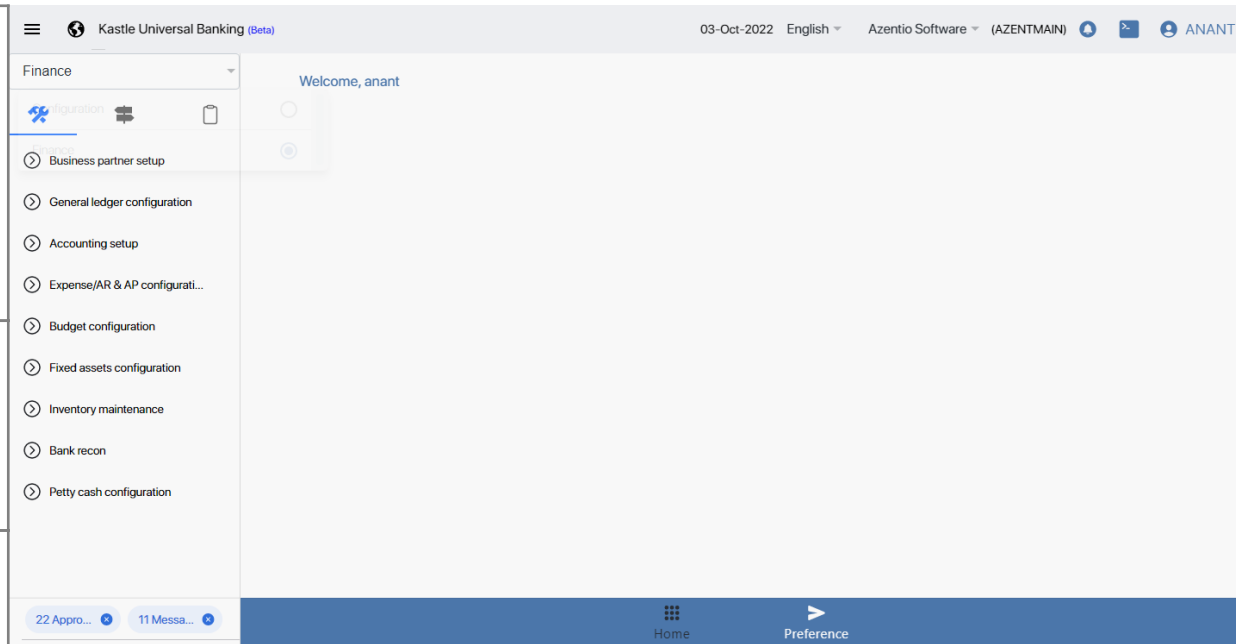 Kastle Universal Banking (Beta)
03-Oct-2022 English Azentio Software (AZENTMAIN) ANANT
Finance
Welcome, anant
figuration
Finance
Business partner setup
General ledger configuration
Accounting setup
Expense/AR & AP configurati...
Budget configuration
Fixed assets configuration
Inventory maintenance
Bank recon
Petty cash configuration
22 Appro... 11 Messa...
Home Preference